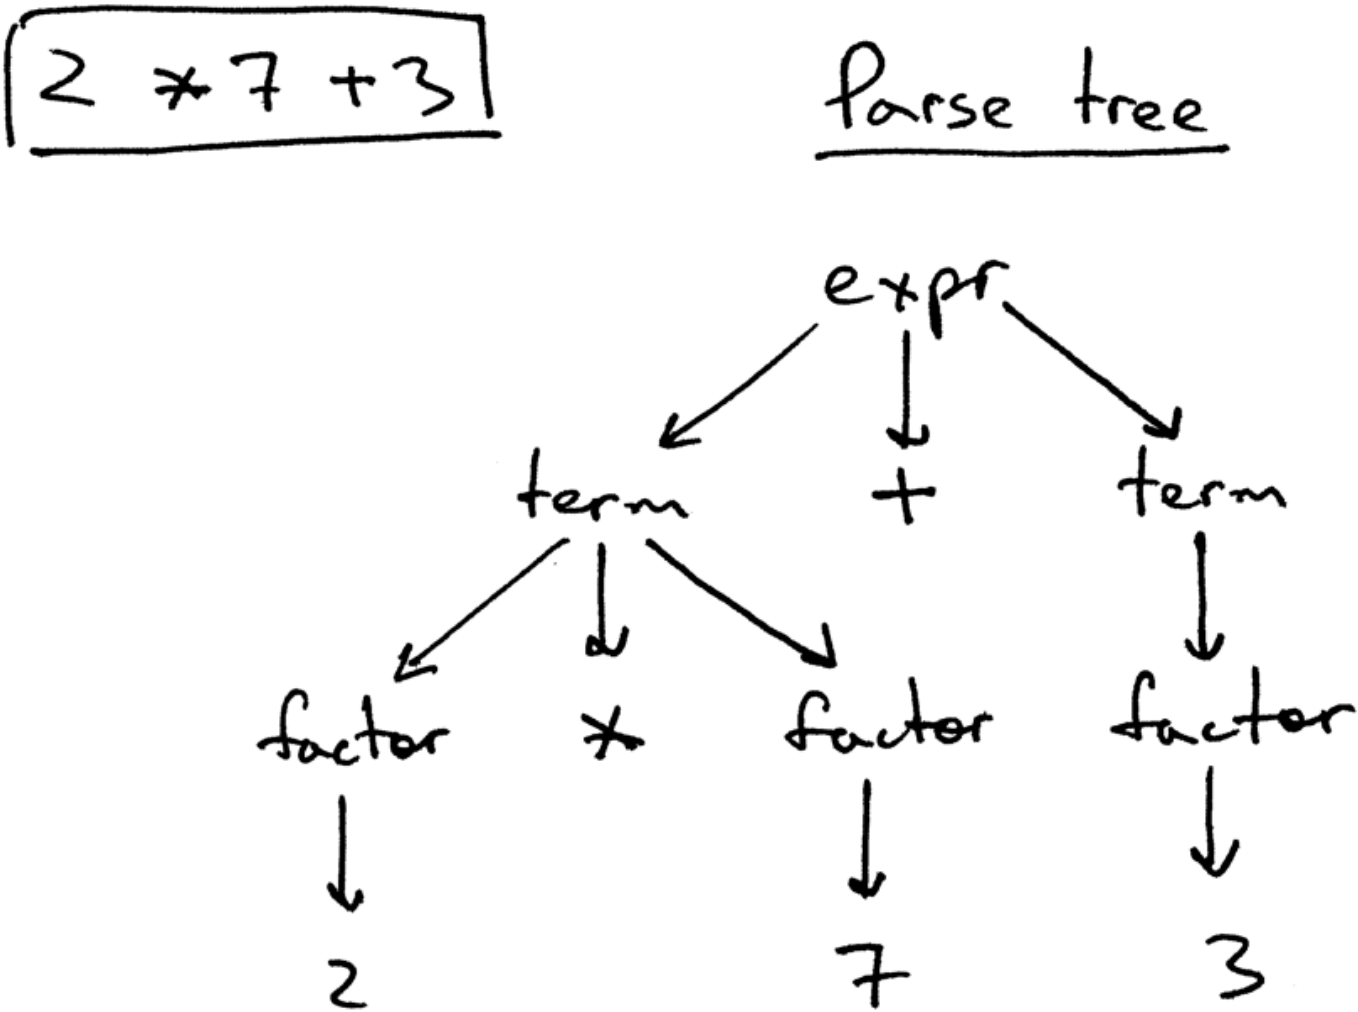 2 * 7 + 3
Parse tree
expr
term + term
factor * factor factor
2 7 3